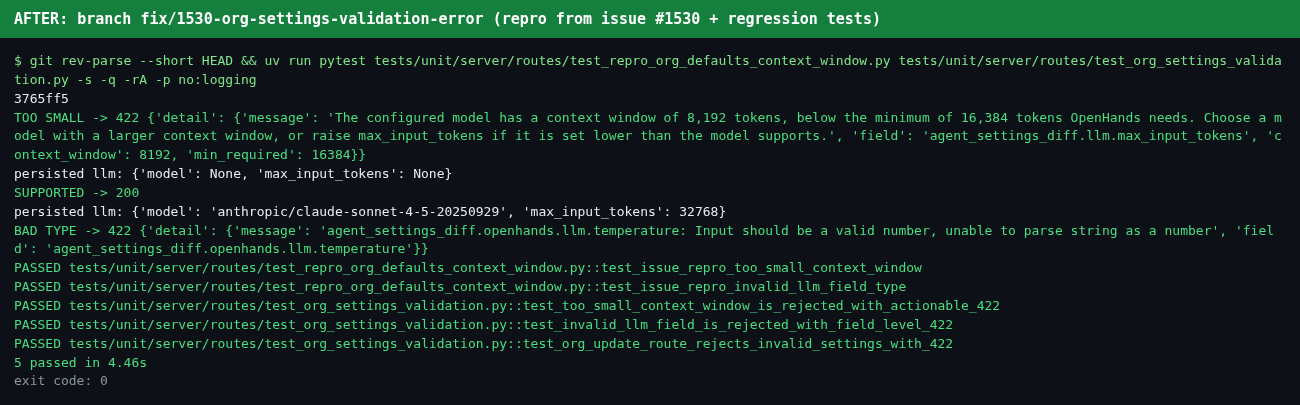 AFTER: branch fix/1530-org-settings-validation-error (repro from issue #1530 + regression tests)
$ git rev-parse --short HEAD && uv run pytest tests/unit/server/routes/test_repro_org_defaults_context_window.py tests/unit/server/routes/test_org_settings_valida
tion.py -s -q -rA -p no:logging
3765ff5
TOO SMALL -> 422 {'detail': {'message': 'The configured model has a context window of 8,192 tokens, below the minimum of 16,384 tokens OpenHands needs. Choose a m
odel with a larger context window, or raise max_input_tokens if it is set lower than the model supports.', 'field': 'agent_settings_diff.llm.max_input_tokens', 'c
ontext_window': 8192, 'min_required': 16384}}
persisted llm: {'model': None, 'max_input_tokens': None}
SUPPORTED -> 200
persisted llm: {'model': 'anthropic/claude-sonnet-4-5-20250929', 'max_input_tokens': 32768}
BAD TYPE -> 422 {'detail': {'message': 'agent_settings_diff.openhands.llm.temperature: Input should be a valid number, unable to parse string as a number', 'fiel
d': 'agent_settings_diff.openhands.llm.temperature'}}
PASSED tests/unit/server/routes/test_repro_org_defaults_context_window.py::test_issue_repro_too_small_context_window
PASSED tests/unit/server/routes/test_repro_org_defaults_context_window.py::test_issue_repro_invalid_llm_field_type
PASSED tests/unit/server/routes/test_org_settings_validation.py::test_too_small_context_window_is_rejected_with_actionable_422
PASSED tests/unit/server/routes/test_org_settings_validation.py::test_invalid_llm_field_is_rejected_with_field_level_422
PASSED tests/unit/server/routes/test_org_settings_validation.py::test_org_update_route_rejects_invalid_settings_with_422
5 passed in 4.46s
exit code: 0